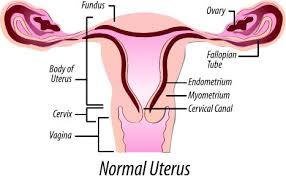 Fundus
Ovary
Body of
Uterus
Fallopian
Tube
Endometrium
Myometrium
Cervix
Cervical Canal
Vagina
Normal Uterus